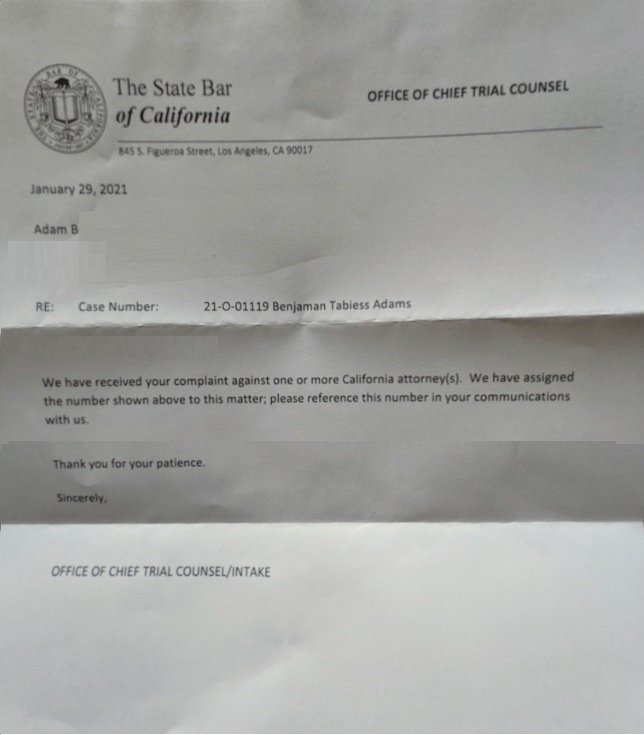 The State Bar
of California
OFFICE OF CHIEF TRIAL COUNSEL
845 S. Figueroa Street, Los Angeles, CA 90017
January 29, 2021
Adam B
RE: Case Number: 21-O-01119 Benjaman Tabiess Adams
We have received your complaint against one or more California attorney(s). We have assigned
the number shown above to this matter; please reference this number in your communications
with us.
Thank you for your patience.
Sincerely,
OFFICE OF CHIEF TRIAL COUNSEL/INTAKE